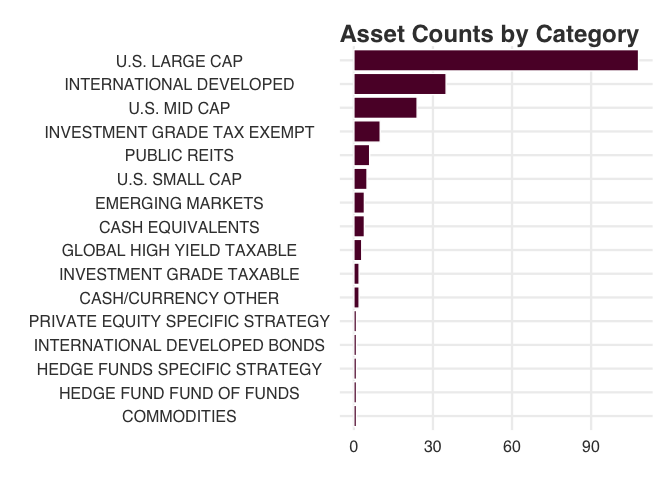 Asset Counts by Category
U.S. LARGE CAP
INTERNATIONAL DEVELOPED
U.S. MID CAP
INVESTMENT GRADE TAX EXEMPT
PUBLIC REITS
U.S. SMALL CAP
EMERGING MARKETS
CASH EQUIVALENTS
GLOBAL HIGH YIELD TAXABLE
INVESTMENT GRADE TAXABLE
CASH/CURRENCY OTHER
PRIVATE EQUITY SPECIFIC STRATEGY
INTERNATIONAL DEVELOPED BONDS
HEDGE FUNDS SPECIFIC STRATEGY
HEDGE FUND FUND OF FUNDS
COMMODITIES
0 30 60 90